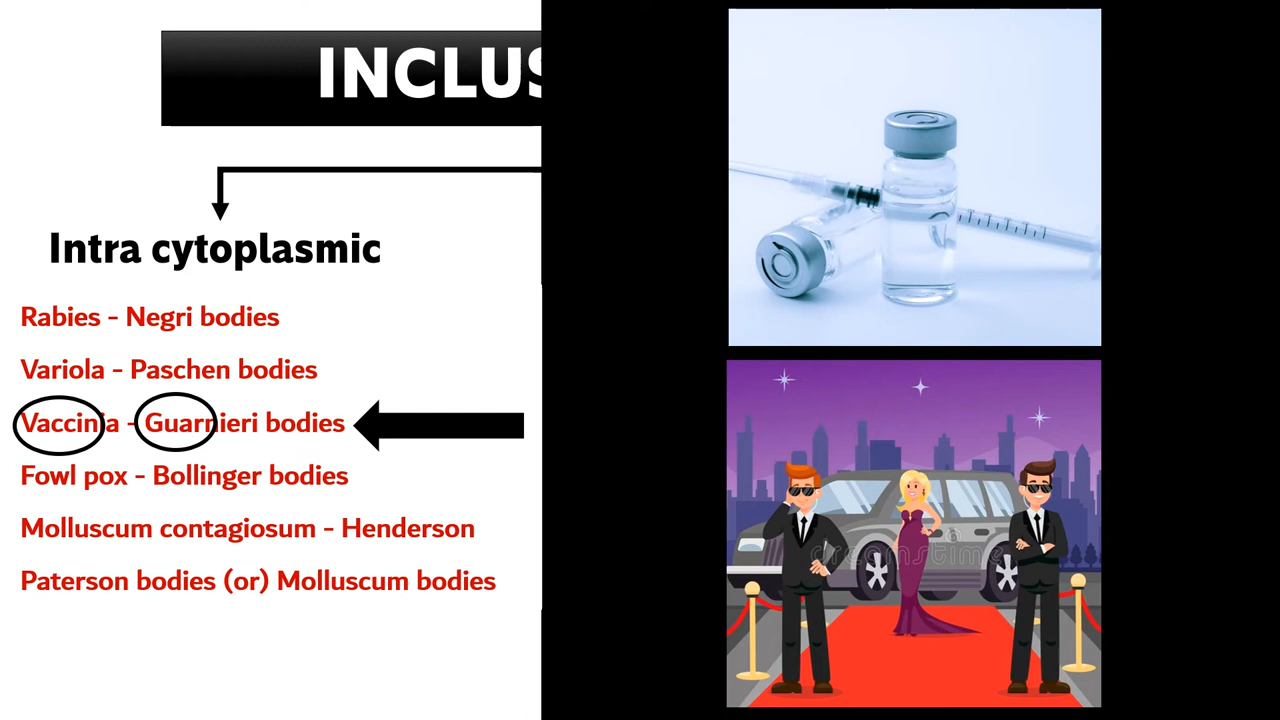 INCLUS
Intra cytoplasmic
Rabies - Negri bodies
Variola - Paschen bodies
Vaccinia - Guarnieri bodies
Fowl pox - Bollinger bodies
Molluscum contagiosum - Henderson
Paterson bodies (or) Molluscum bodies
dreamstime